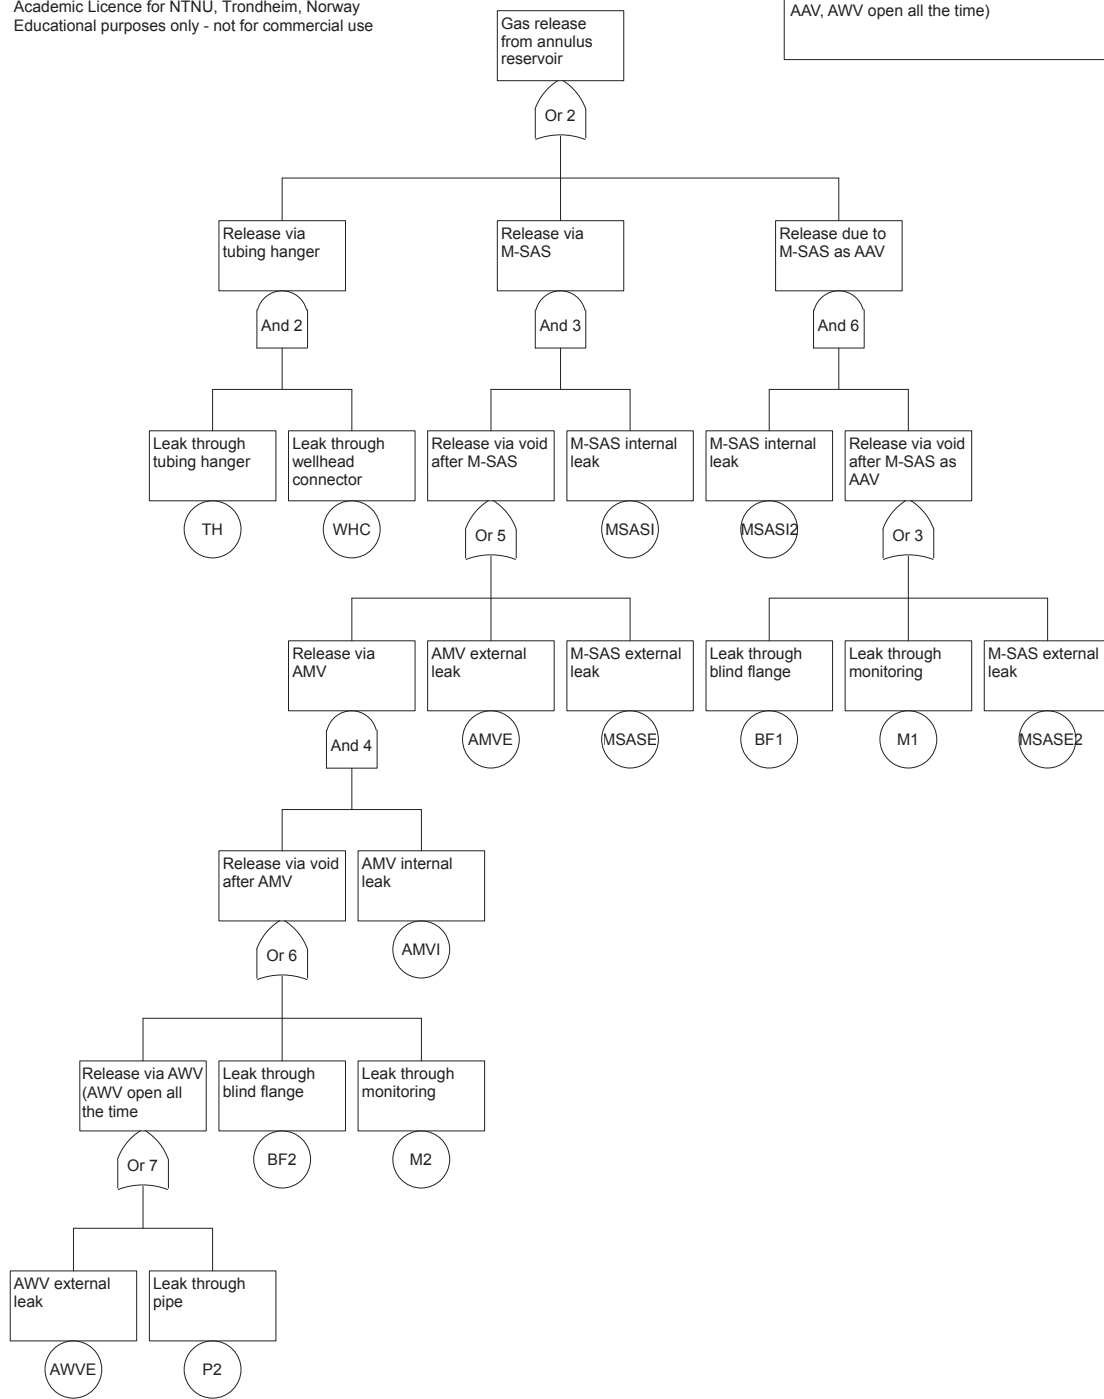 Academic Licence for NTNU, Trondheim, Norway
Educational purposes only - not for commercial use
AAV, AWV open all the time)
Gas release
from annulus
reservoir
Or 2
Release via
tubing hanger
Release via
M-SAS
Release due to
M-SAS as AAV
And 2
And 3
And 6
Leak through
tubing hanger
Leak through
wellhead
connector
Release via void
after M-SAS
M-SAS internal
leak
M-SAS internal
leak
Release via void
after M-SAS as
AAV
TH
WHC
Or 5
MSASI
MSASI2
Or 3
Release via
AMV
AMV external
leak
M-SAS external
leak
Leak through
blind flange
Leak through
monitoring
M-SAS external
leak
And 4
AMVE
MSASE
BF1
M1
MSASE2
Release via void
after AMV
AMV internal
leak
Or 6
AMVI
Release via AWV
(AWV open all
the time
Leak through
blind flange
Leak through
monitoring
Or 7
BF2
M2
AWV external
leak
Leak through
pipe
AWVE
P2